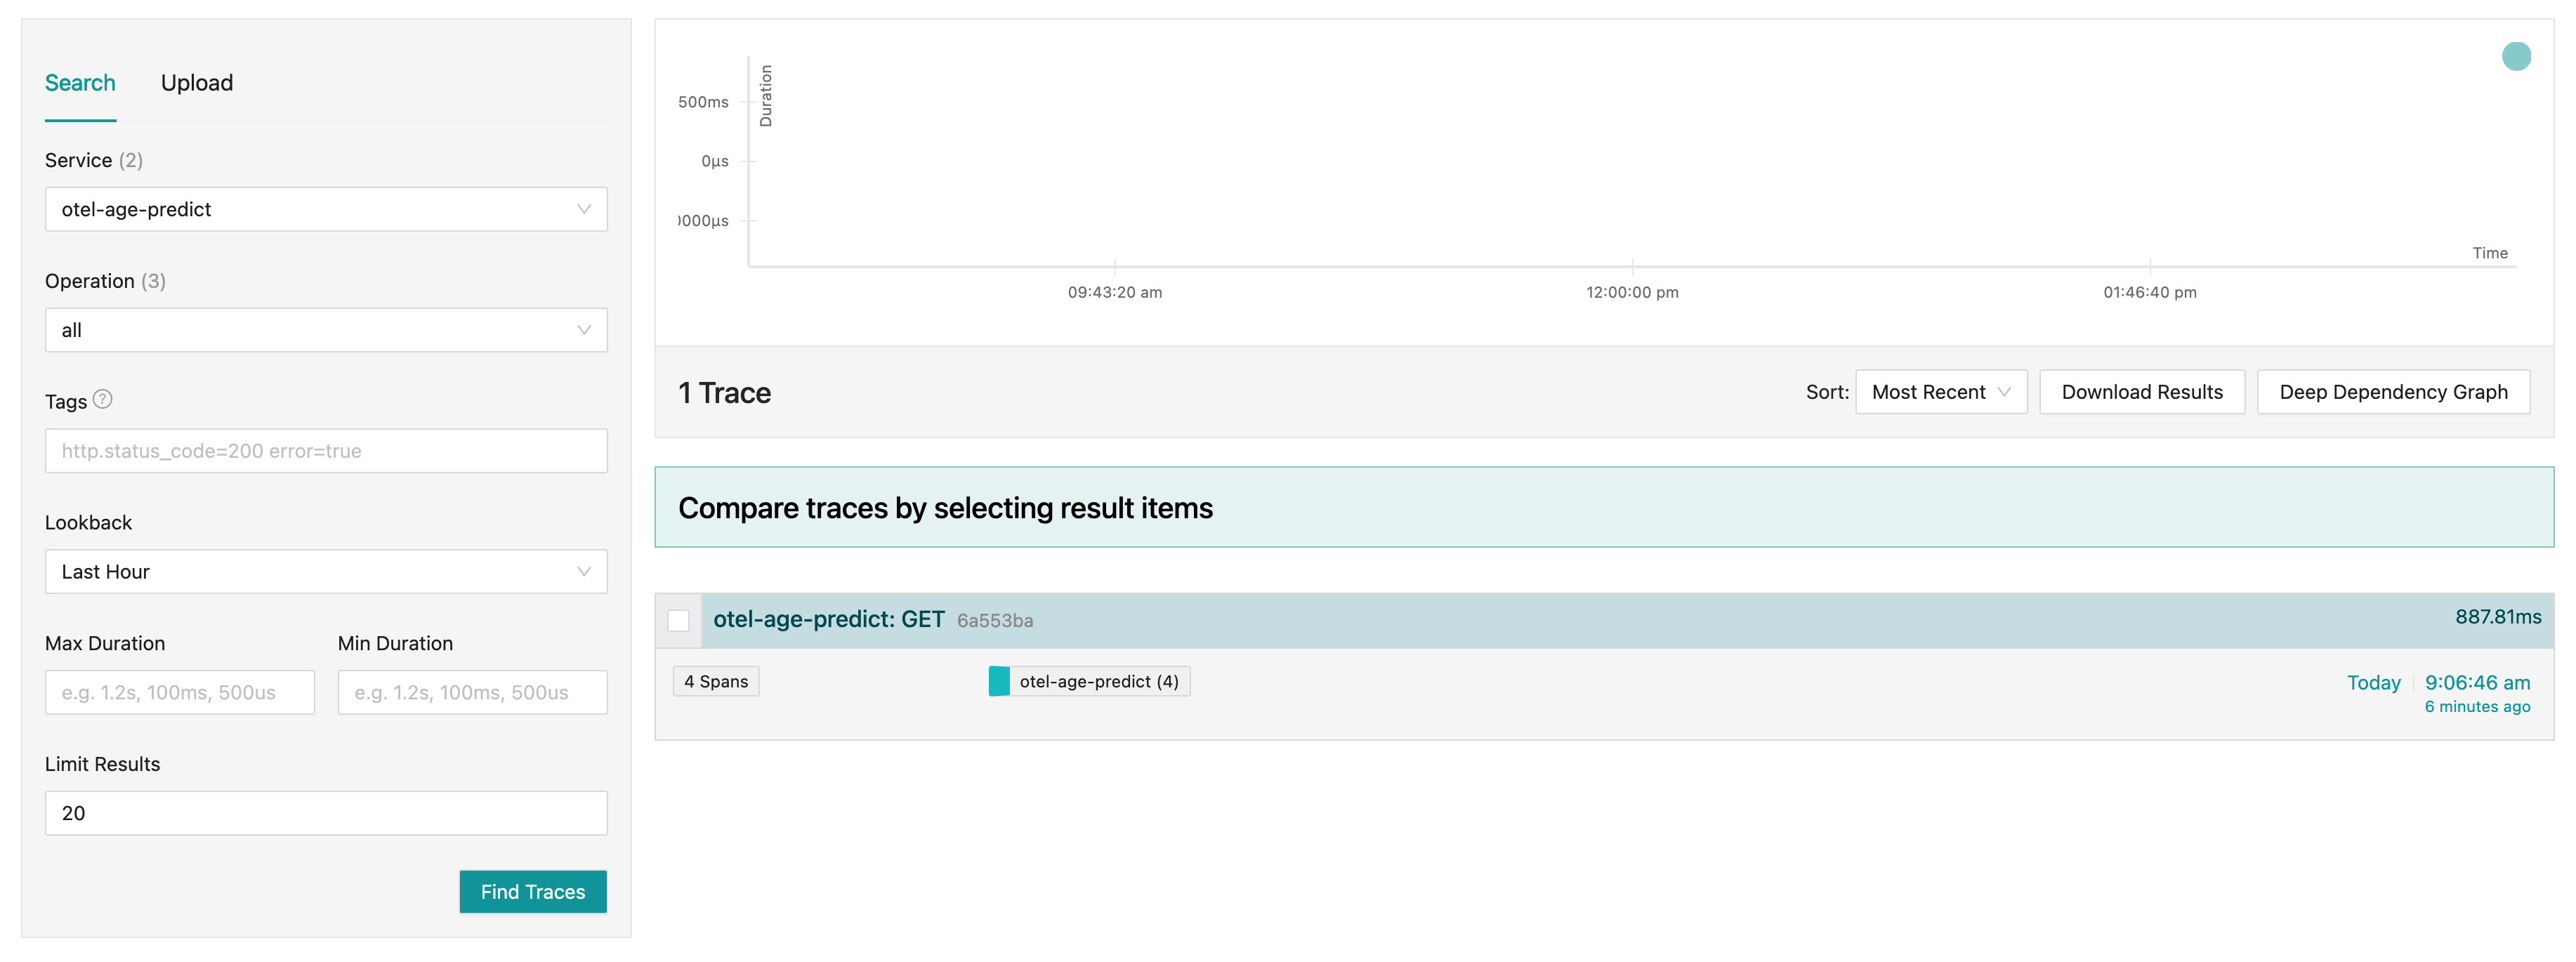 Search Upload
Service (2)
otel-age-predict
Operation (3)
all
Tags ?
http.status_code=200 error=true
Lookback
Last Hour
Max Duration Min Duration
e.g. 1.2s, 100ms, 500us e.g. 1.2s, 100ms, 500us
Limit Results
20
Find Traces
Duration
500ms
0µs
000µs
Time
09:43:20 am 12:00:00 pm 01:46:40 pm
1 Trace Sort: Most Recent Download Results Deep Dependency Graph
Compare traces by selecting result items
otel-age-predict: GET 6a553ba 887.81ms
4 Spans otel-age-predict (4) Today 9:06:46 am
6 minutes ago